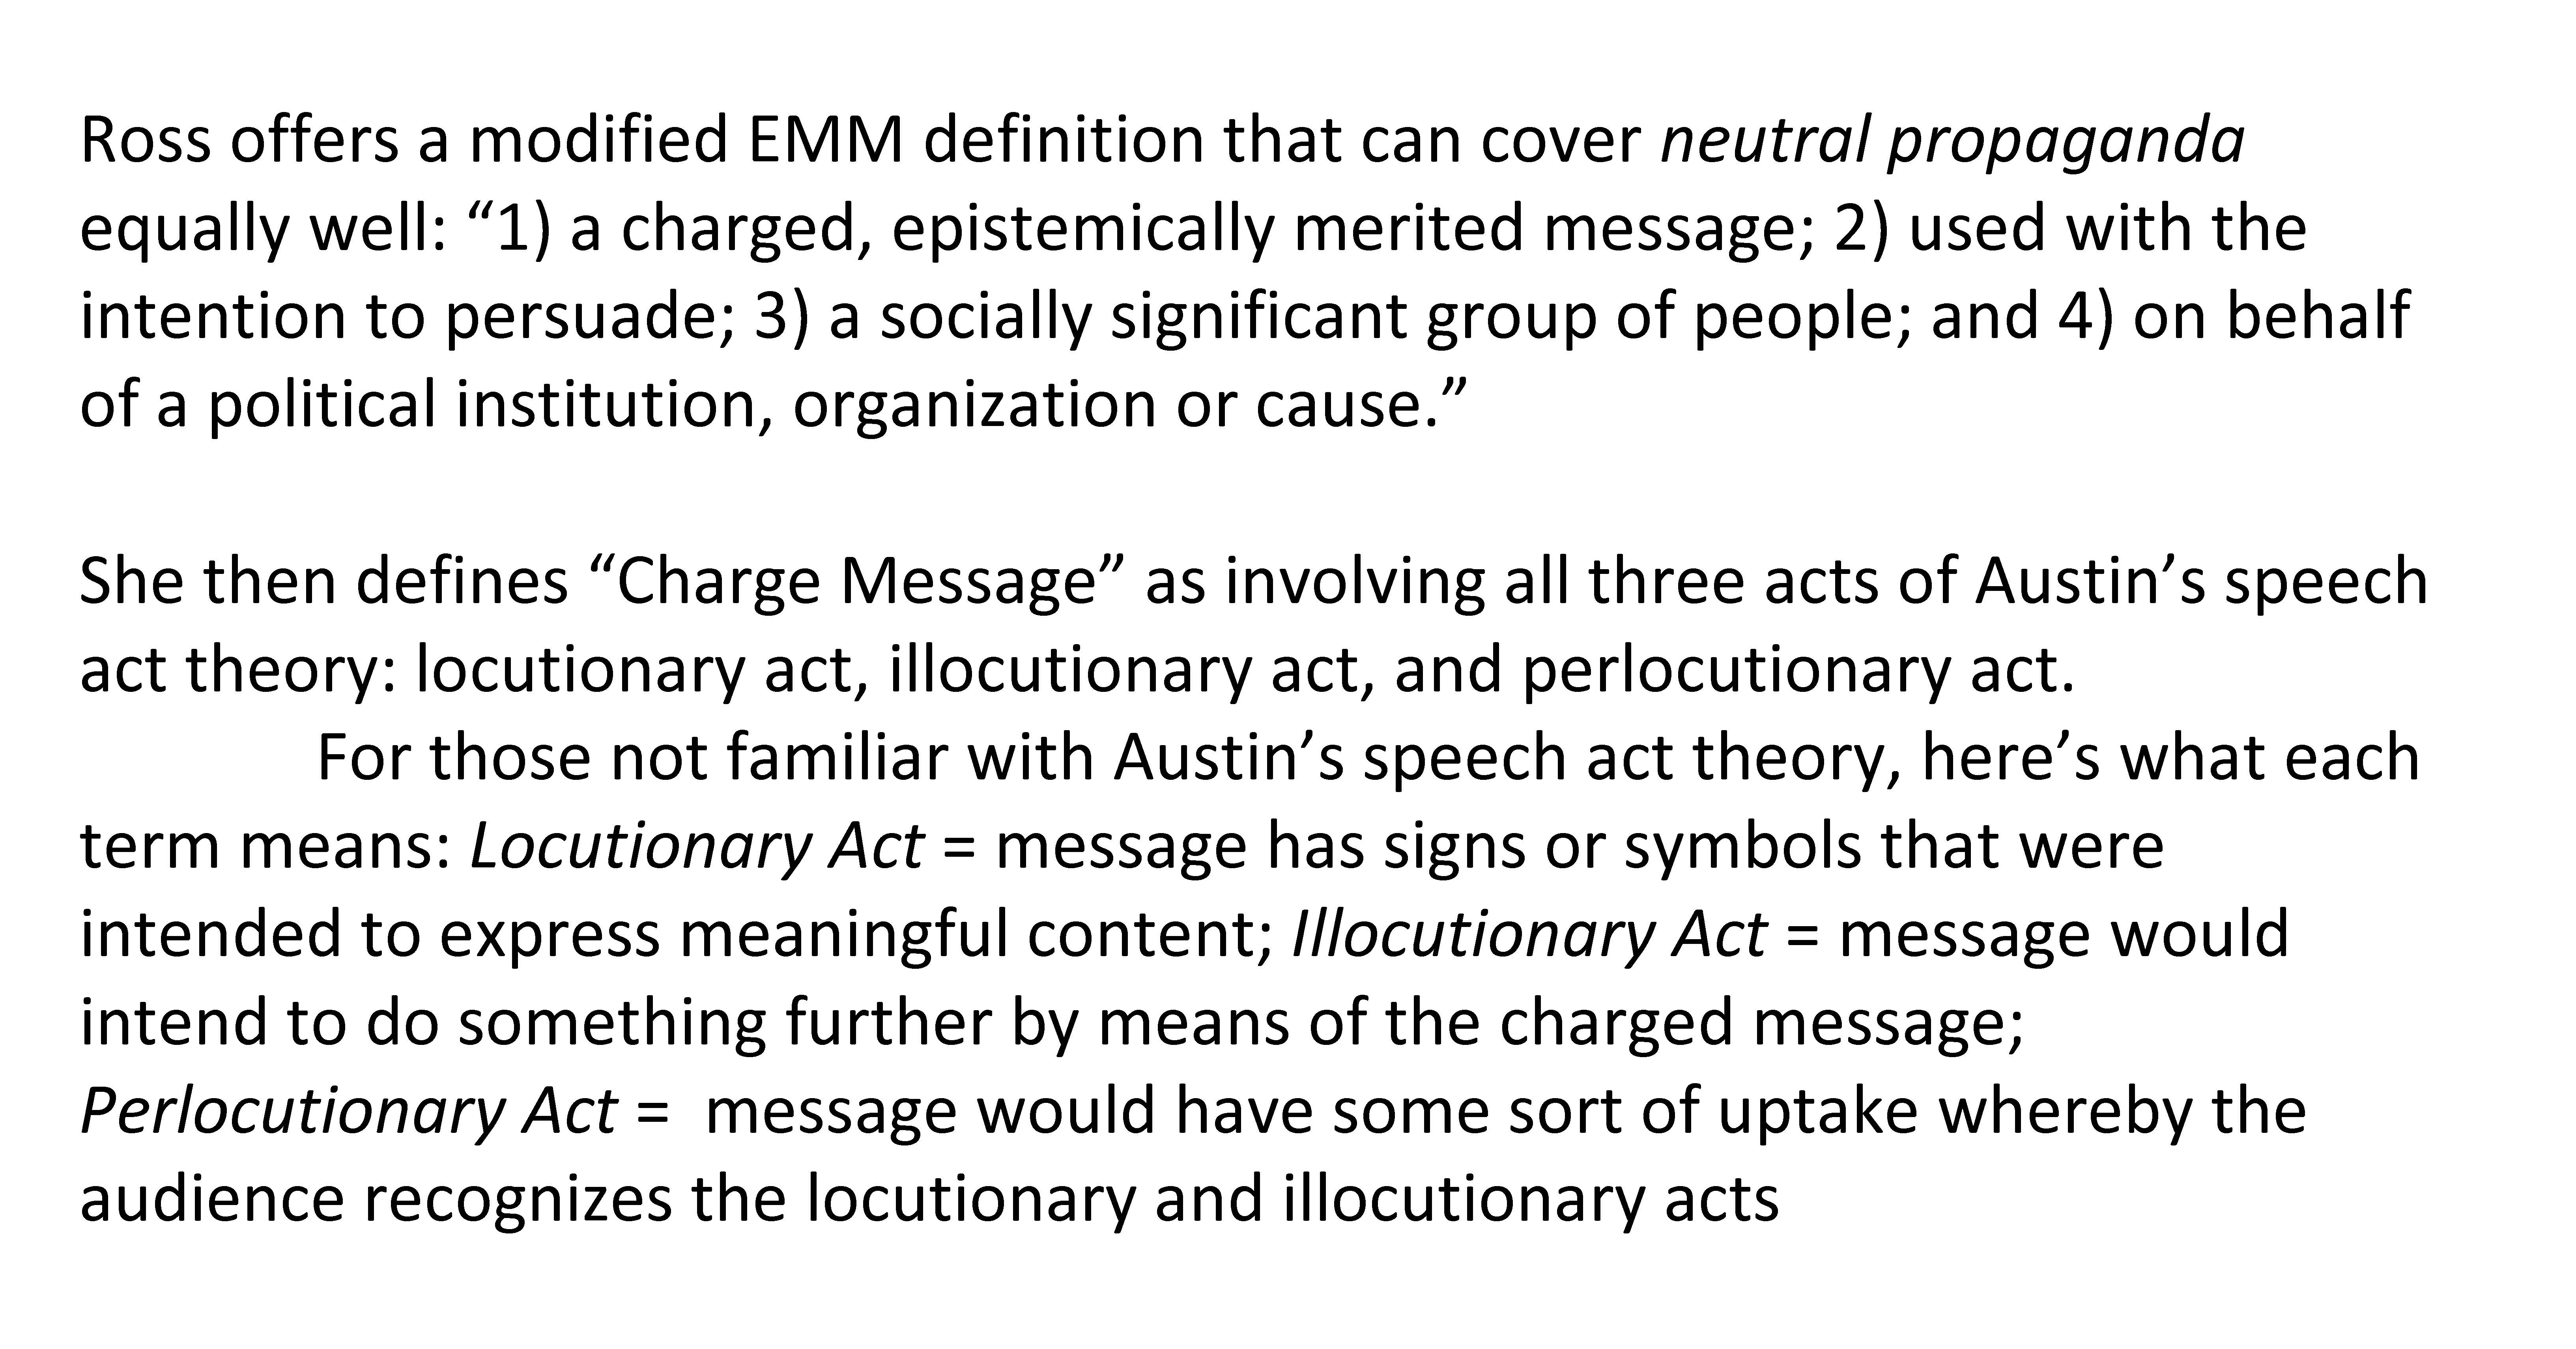 Ross offers a modified EMM definition that can cover neutral propaganda
equally well: “1) a charged, epistemically merited message; 2) used with the
intention to persuade; 3) a socially significant group of people; and 4) on behalf
of a political institution, organization or cause.”
She then defines “Charge Message” as involving all three acts of Austin’s speech
act theory: locutionary act, illocutionary act, and perlocutionary act.
For those not familiar with Austin’s speech act theory, here’s what each
term means: Locutionary Act = message has signs or symbols that were
intended to express meaningful content; Illocutionary Act = message would
intend to do something further by means of the charged message;
Perlocutionary Act =  message would have some sort of uptake whereby the
audience recognizes the locutionary and illocutionary acts